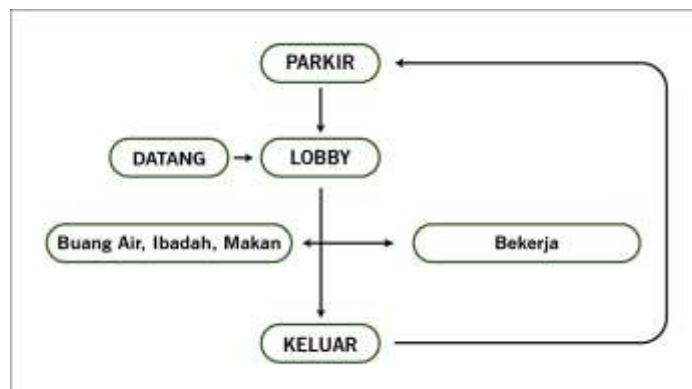 PARKIR
DATANG
LOBBY
Buang Air, Ibadah, Makan
Bekerja
KELUAR